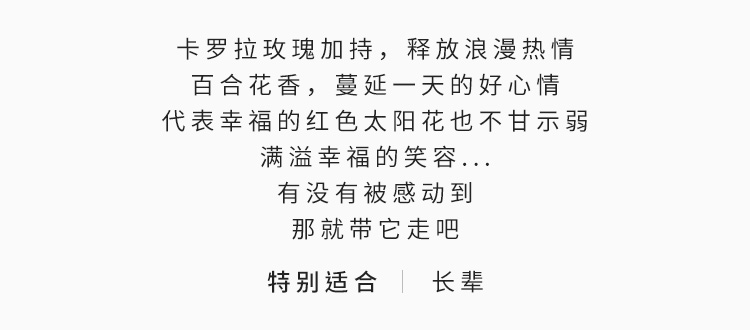 卡罗拉玫瑰加持，释放浪漫热情
百合花香，蔓延一天的好心情
代表幸福的红色太阳花也不甘示弱
满溢幸福的笑容...
有没有被感动到
那就带它走吧
特别适合｜长辈